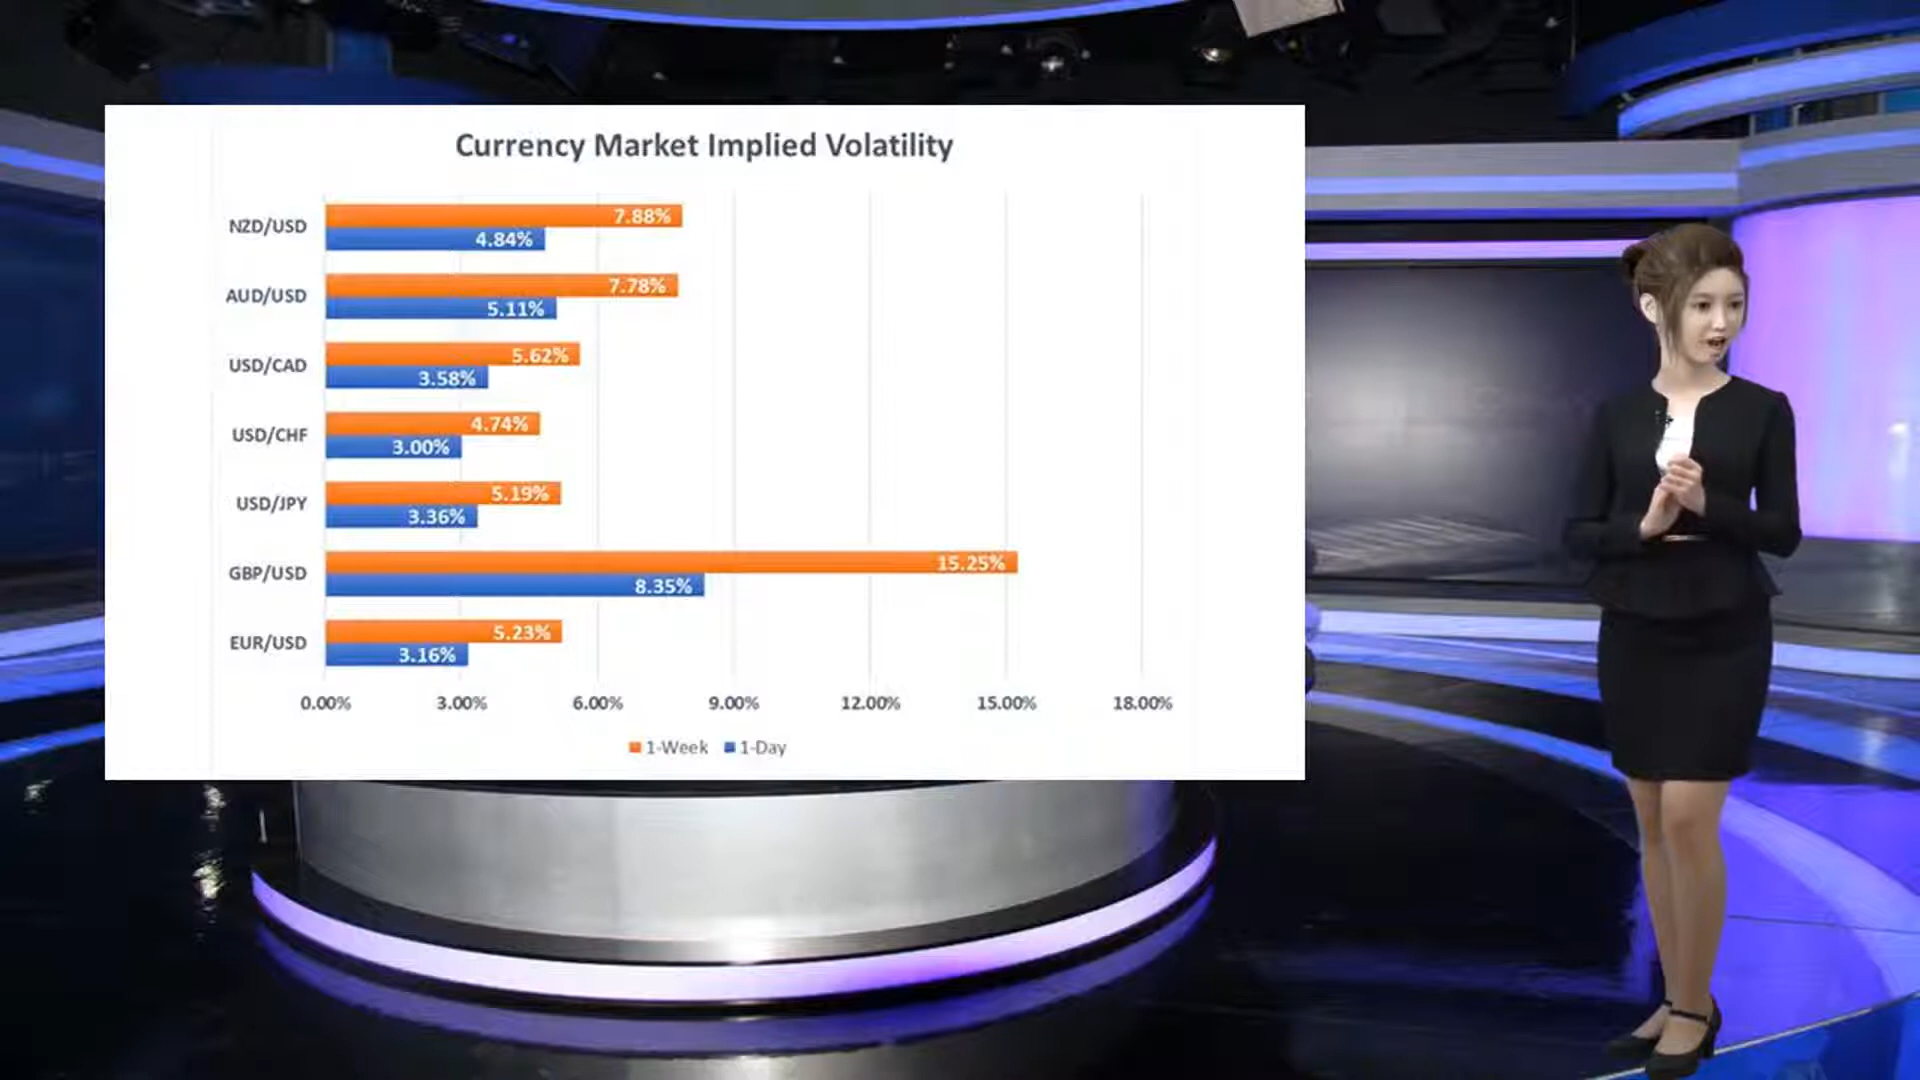 Currency Market Implied Volatility
NZD/USD
7.88%
4.84%
AUD/USD
7.78%
5.11%
USD/CAD
5.62%
3.58%
USD/CHF
4.74%
3.00%
USD/JPY
5.19%
3.36%
GBP/USD
15.25%
8.35%
EUR/USD
5.23%
3.16%
0.00% 3.00% 6.00% 9.00% 12.00% 15.00% 18.00%
1-Week 1-Day